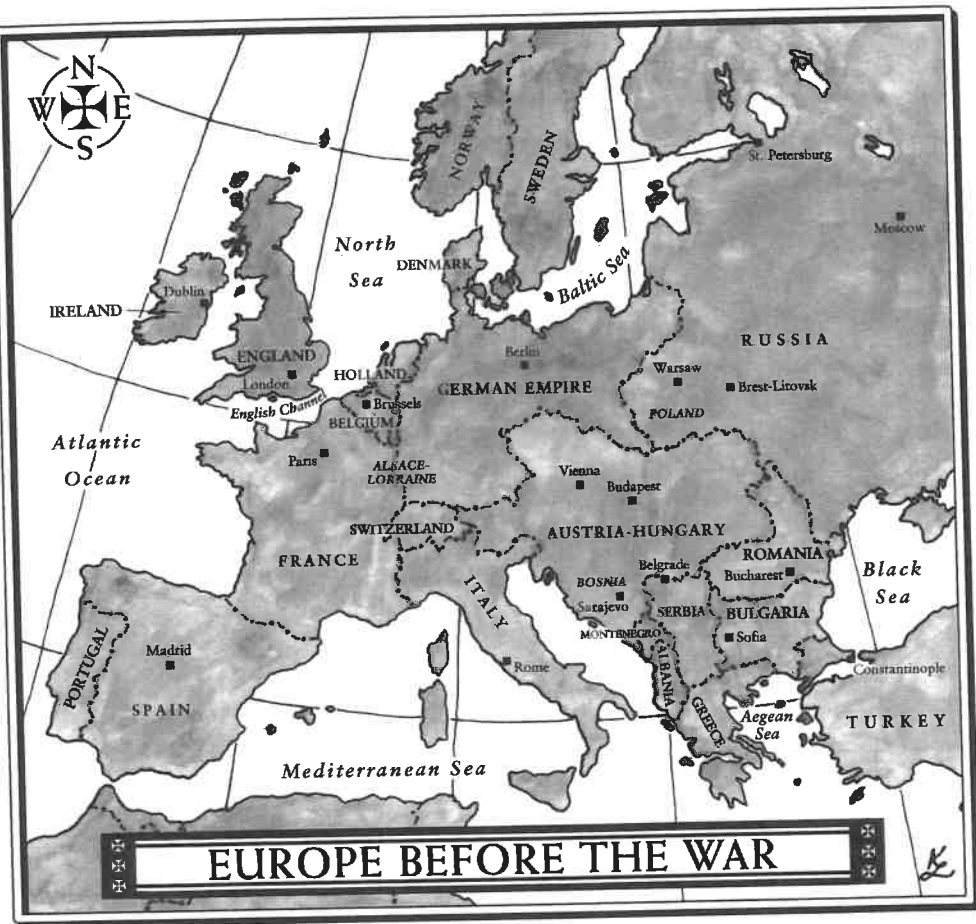 N
W E
S
NORWAY
SWEDEN
St. Petersburg
Moscow
North
Sea
DENMARK
Baltic Sea
Dublin
IRELAND
ENGLAND
London
English Channel
HOLLAND
Brussels
BELGIUM
Berlin
GERMAN EMPIRE
RUSSIA
Warsaw
Brest-Litovsk
POLAND
Atlantic
Ocean
Paris
ALSACE-
LORRAINE
Vienna
Budapest
SWITZERLAND
AUSTRIA-HUNGARY
FRANCE
ITALY
ROMANIA
Bucharest
Belgrade
BOSNIA
Sarajevo
SERBIA
BULGARIA
Sofia
MONTENEGRO
ALBANIA
Black
Sea
PORTUGAL
Madrid
SPAIN
Rome
Constantinople
GREECE
Aegean
Sea
TURKEY
Mediterranean Sea
EUROPE BEFORE THE WAR